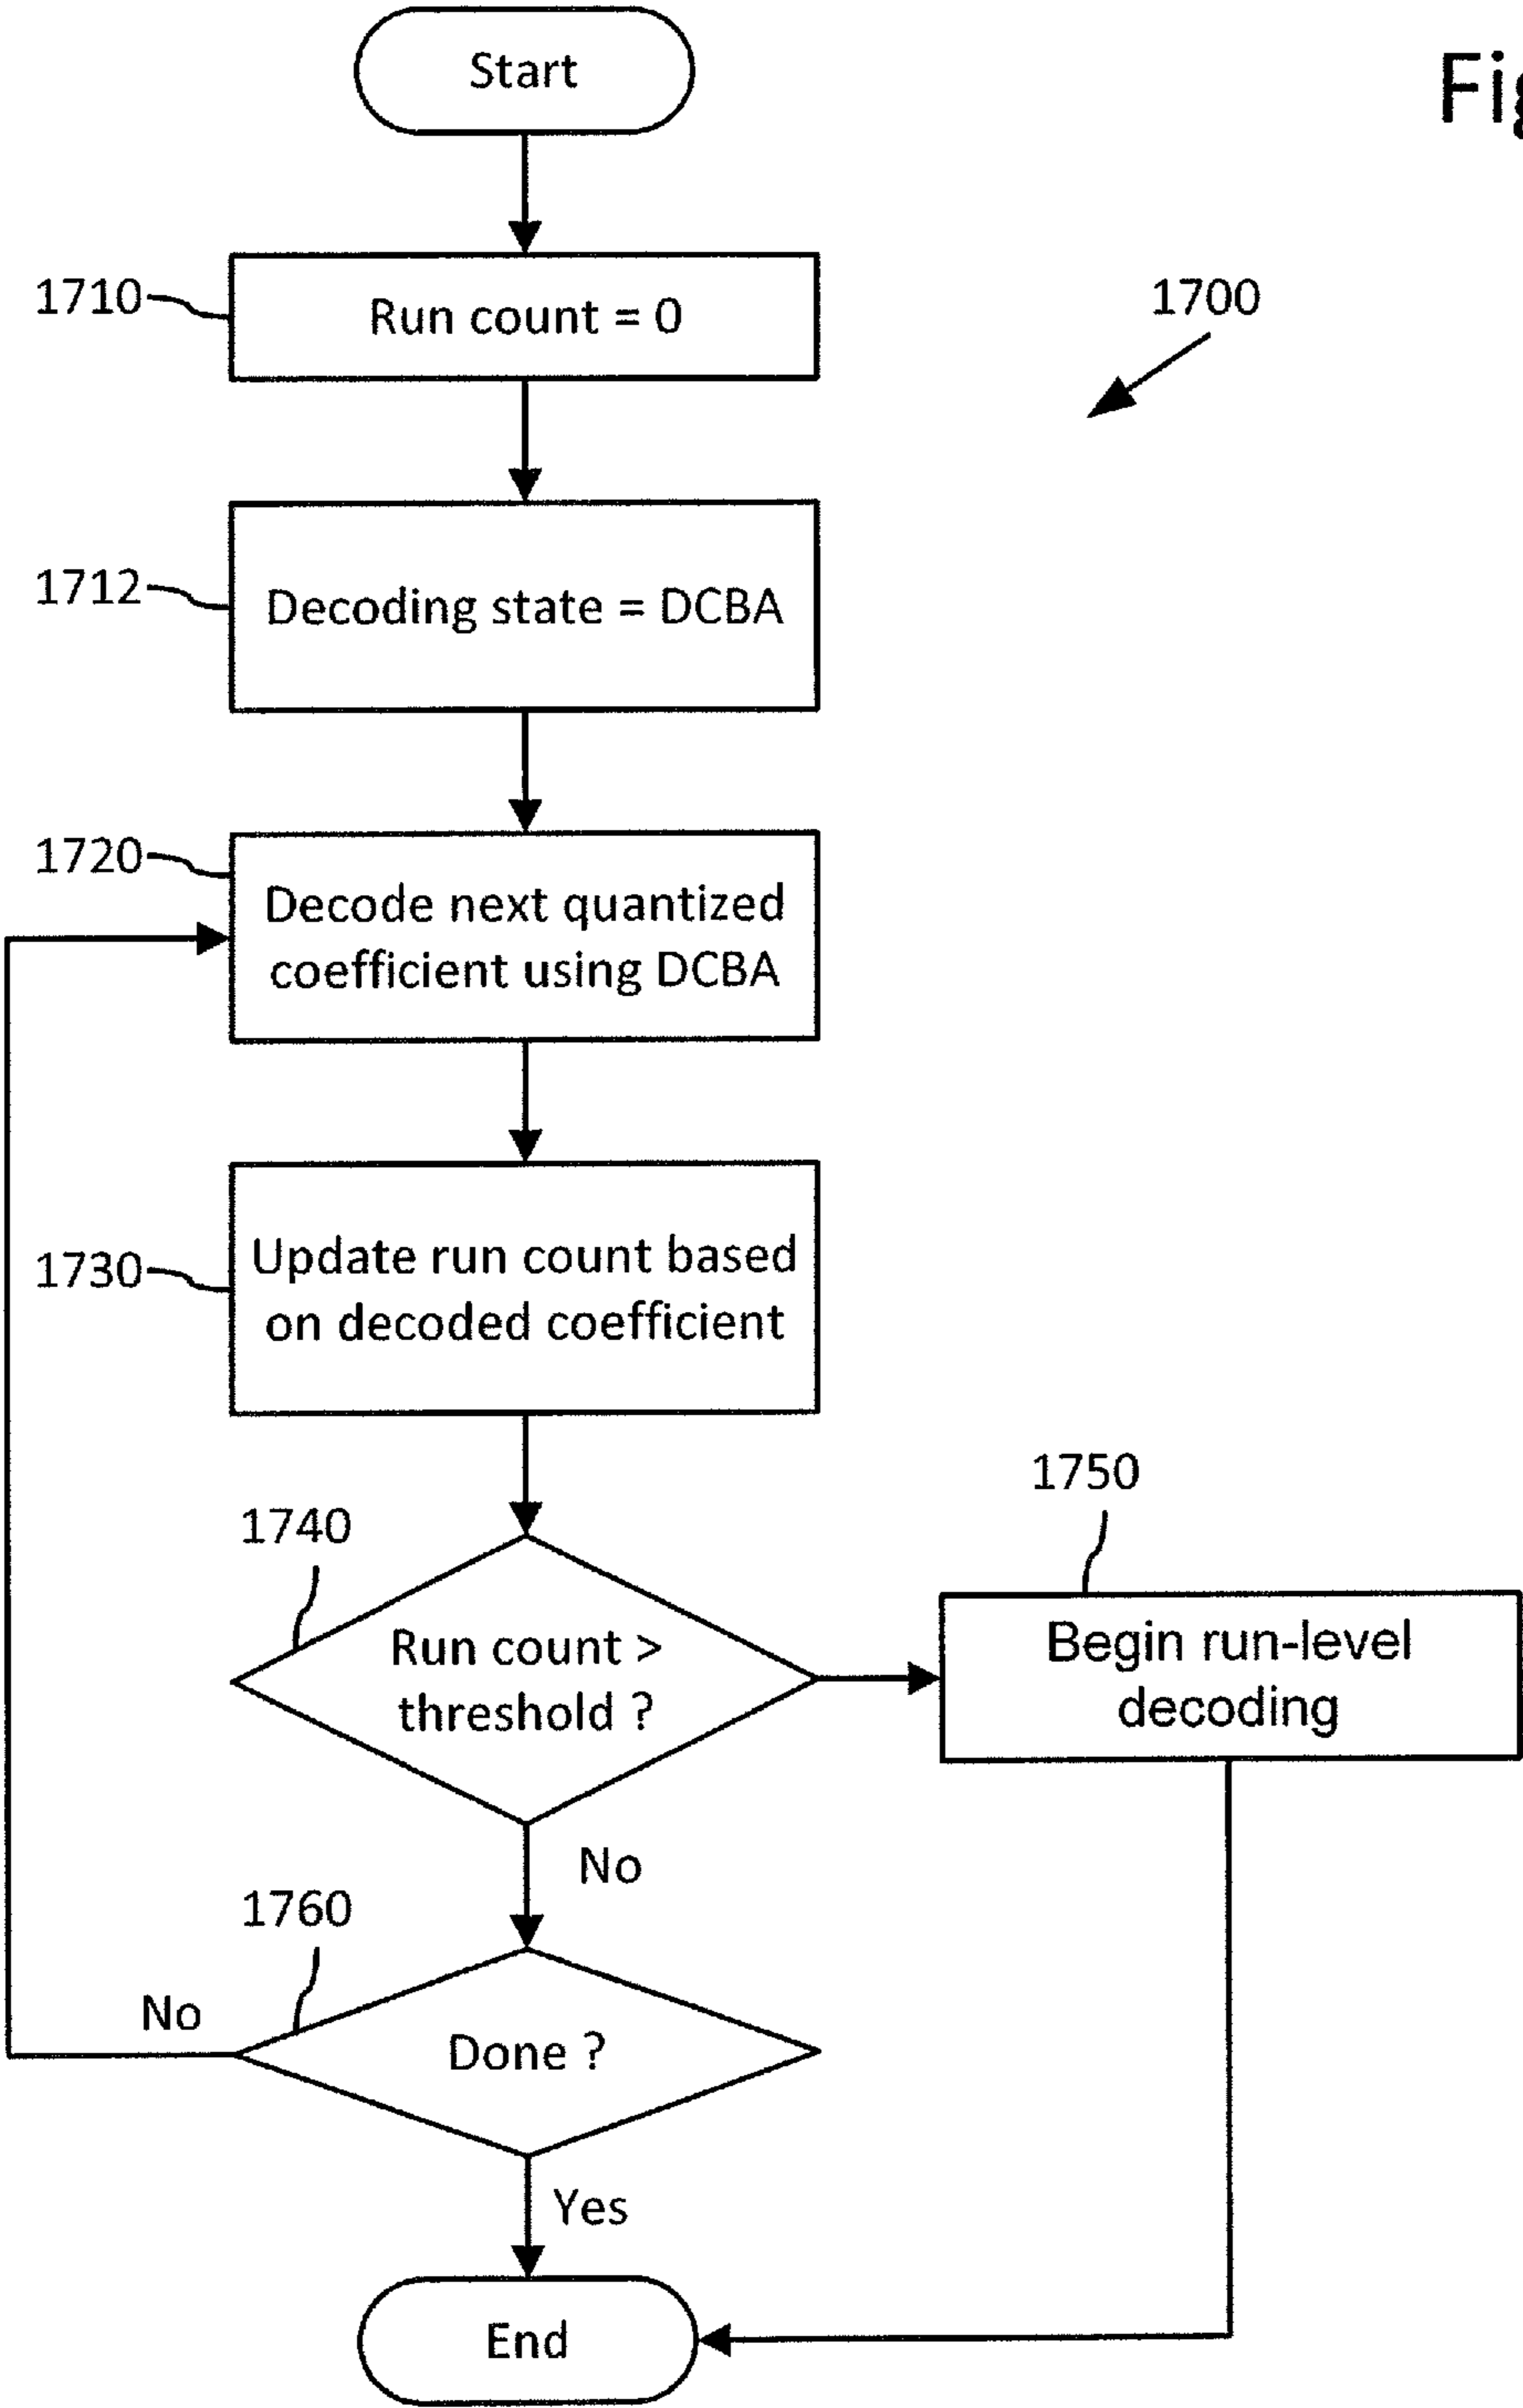 Start
Fig
1710
Run count = 0
1700
1712
Decoding state = DCBA
1720
Decode next quantized
coefficient using DCBA
1730
Update run count based
on decoded coefficient
1740
Run count >
threshold ?
1750
Begin run-level
decoding
No
1760
No
Done ?
Yes
End